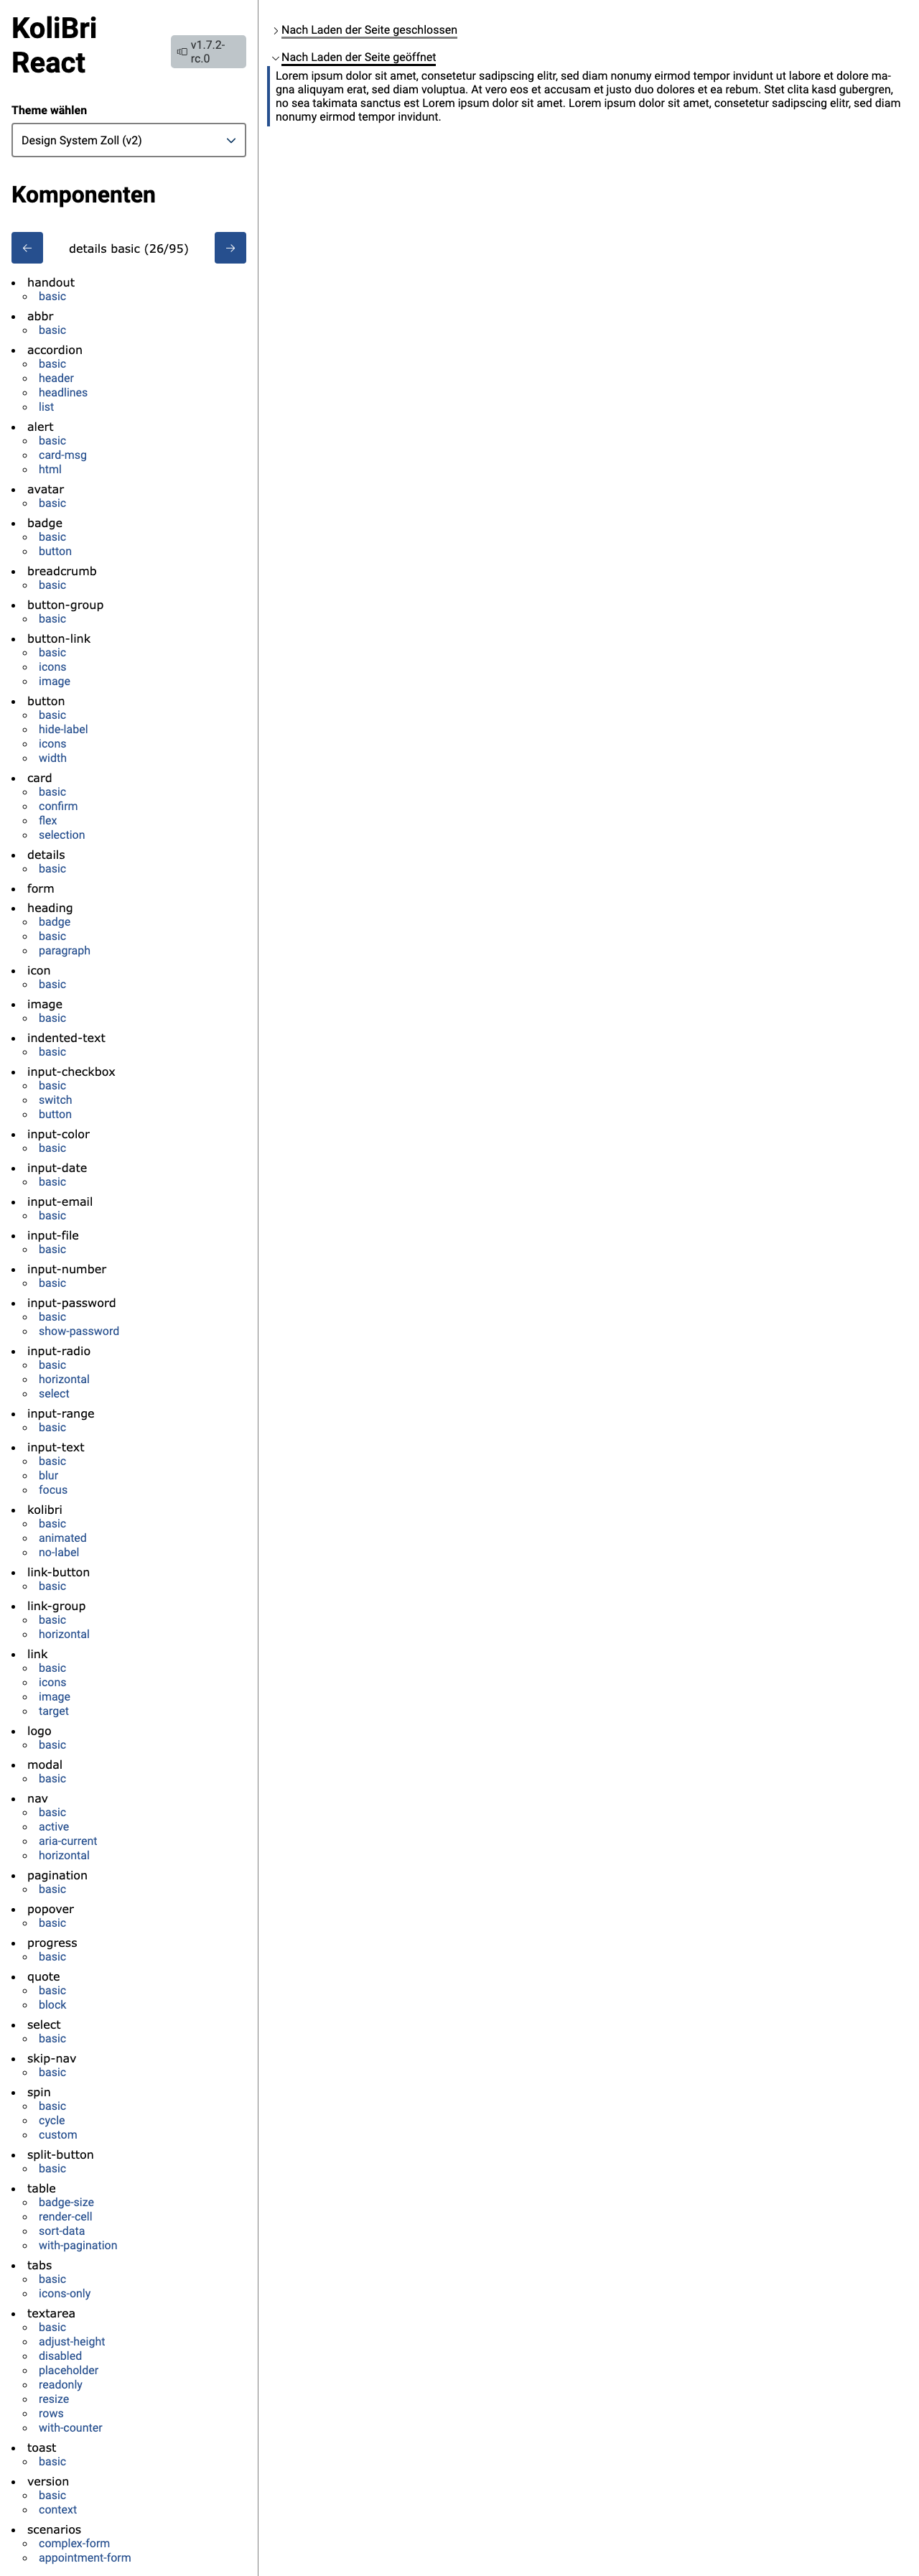 KoliBri
React
v1.7.2-
rc.0
Theme wählen
Design System Zoll (v2)
Komponenten
details basic (26/95)
handout
basic
abbr
basic
accordion
basic
header
headlines
list
alert
basic
card-msg
html
avatar
basic
badge
basic
button
breadcrumb
basic
button-group
basic
button-link
basic
icons
image
button
basic
hide-label
icons
width
card
basic
confirm
flex
selection
details
basic
form
heading
badge
basic
paragraph
icon
basic
image
basic
indented-text
basic
input-checkbox
basic
switch
button
input-color
basic
input-date
basic
input-email
basic
input-file
basic
input-number
basic
input-password
basic
show-password
input-radio
basic
horizontal
select
input-range
basic
input-text
basic
blur
focus
kolibri
basic
animated
no-label
link-button
basic
link-group
basic
horizontal
link
basic
icons
image
target
logo
basic
modal
basic
nav
basic
active
aria-current
horizontal
pagination
basic
popover
basic
progress
basic
quote
basic
block
select
basic
skip-nav
basic
spin
basic
cycle
custom
split-button
basic
table
badge-size
render-cell
sort-data
with-pagination
tabs
basic
icons-only
textarea
basic
adjust-height
disabled
placeholder
readonly
resize
rows
with-counter
toast
basic
version
basic
context
scenarios
complex-form
appointment-form
Nach Laden der Seite geschlossen
Nach Laden der Seite geöffnet
Lorem ipsum dolor sit amet, consetetur sadipscing elitr, sed diam nonumy eirmod tempor invidunt ut labore et dolore ma-
gna aliquyam erat, sed diam voluptua. At vero eos et accusam et justo duo dolores et ea rebum. Stet clita kasd gubergren,
no sea takimata sanctus est Lorem ipsum dolor sit amet. Lorem ipsum dolor sit amet, consetetur sadipscing elitr, sed diam
nonumy eirmod tempor invidunt.